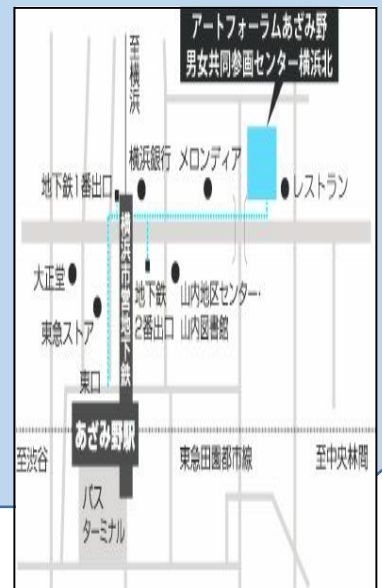 アートフォーラムあざみ野
男女共同参画センター横浜北
至横浜
横浜銀行
メロンディア
地下鉄1番出口
レストラン
横浜市営地下鉄
大正堂
地下鉄
2番出口
山内地区センター・
山内図書館
東急ストア
東口
あざみ野駅
至渋谷
東急田園都市線
至中央林間
バス
ターミナル